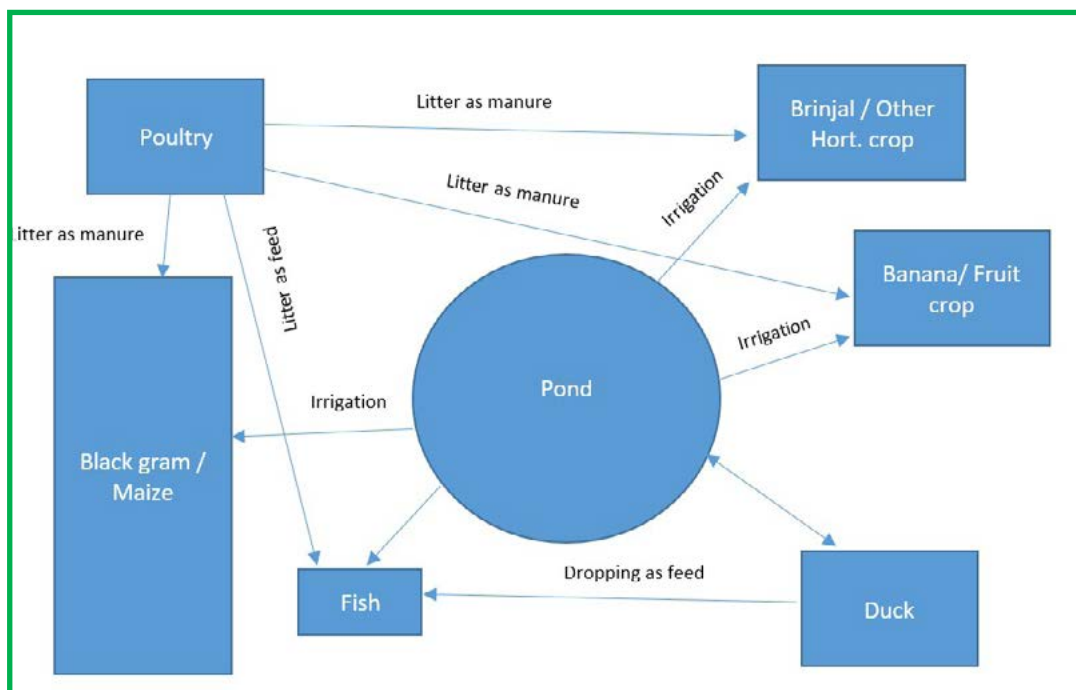 Poultry
Litter as manure
Brinjal / Other
Hort. crop
Litter as manure
Irrigation
Litter as manure
Litter as feed
Banana/ Fruit
crop
Irrigation
Pond
Irrigation
Black gram /
Maize
Dropping as feed
Fish
Duck